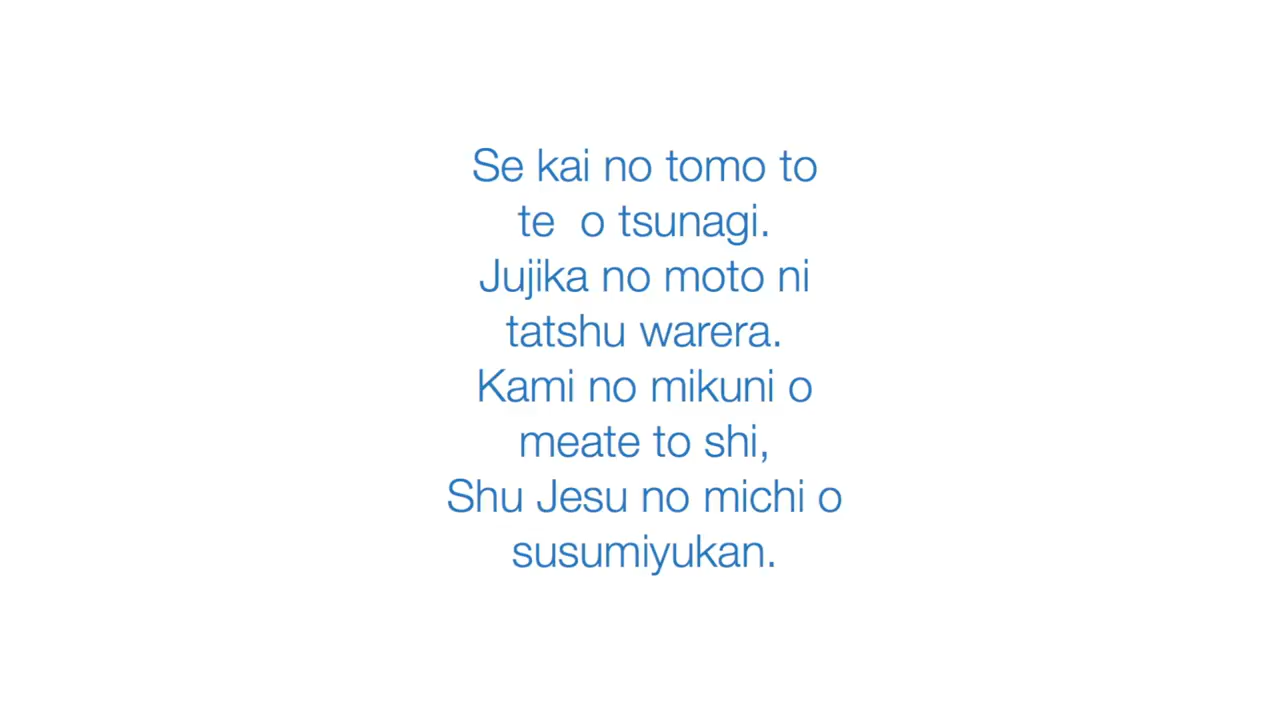 Se kai no tomo to
te  o tsunagi.
Jujika no moto ni
tatshu warera.
Kami no mikuni o
meate to shi,
Shu Jesu no michi o
susumiyukan.